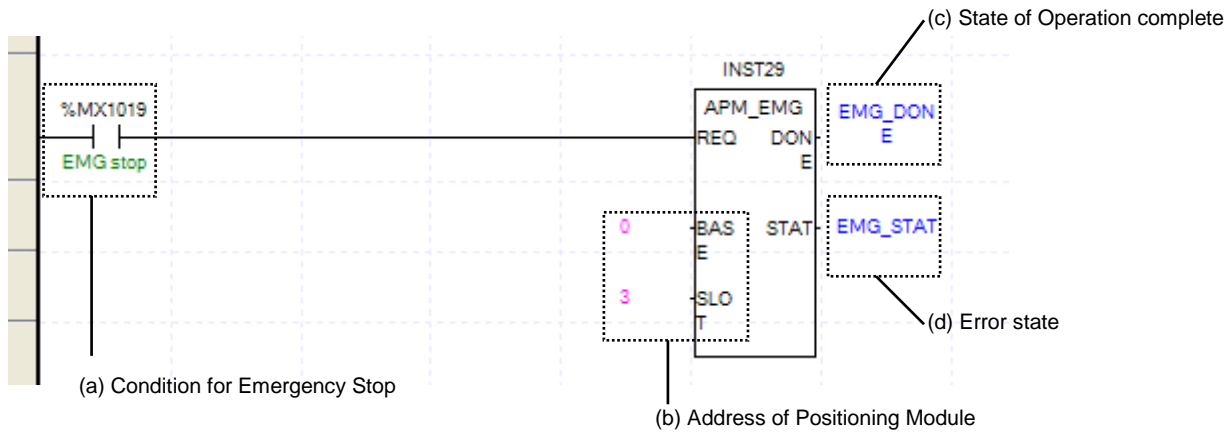 (c) State of Operation complete
INST29
%MX1019
APM_EMG
EMG_DON
E
REQ
DON
E
EMG stop
0
BAS
E
STAT
EMG_STAT
3
SLO
T
(d) Error state
(a) Condition for Emergency Stop
(b) Address of Positioning Module